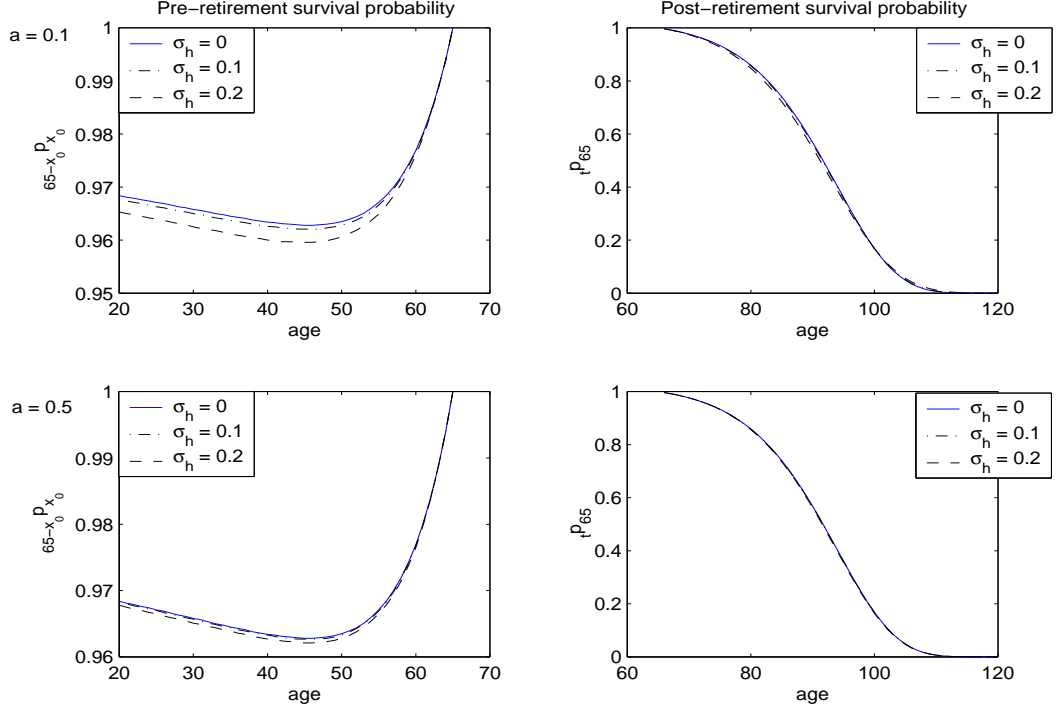 Pre−retirement survival probability
Post−retirement survival probability
a = 0.1
σh = 0
σh = 0.1
σh = 0.2
1
0.99
0.98
0.97
0.96
0.95
65−x0 p x0
20 30 40 50 60 70
age
σh = 0
σh = 0.1
σh = 0.2
1
0.8
0.6
0.4
0.2
0
t p 65
60 80 100 120
age
a = 0.5
σh = 0
σh = 0.1
σh = 0.2
1
0.99
0.98
0.97
0.96
65−x0 p x0
20 30 40 50 60 70
age
σh = 0
σh = 0.1
σh = 0.2
1
0.8
0.6
0.4
0.2
0
t p 65
60 80 100 120
age